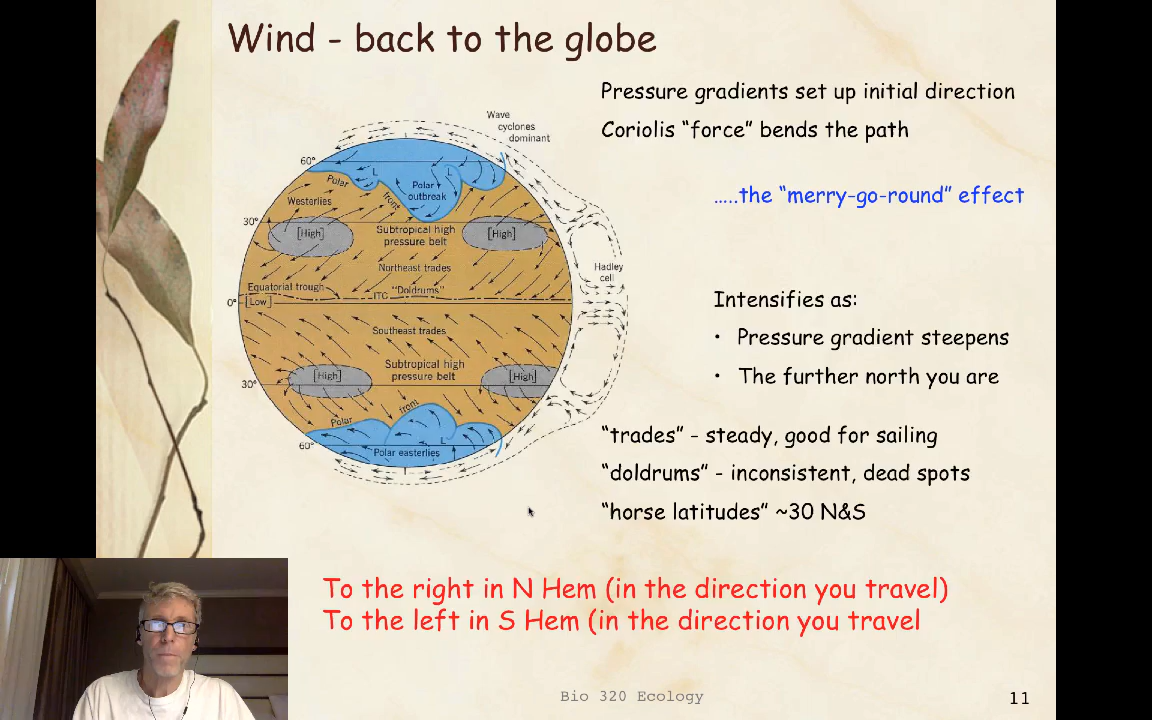 Wind - back to the globe
Pressure gradients set up initial direction
Coriolis “force” bends the path
.....the “merry-go-round” effect
Wave
cyclones
dominant
60°
Polar
front
L
Polar
outbreak
L
Westerlies
30°
[High]
Subtropical high
pressure belt
[High]
Northeast trades
Hadley
cell
Equatorial trough
"Doldrums"
0°
[Low]
ITC
Southeast trades
Subtropical high
pressure belt
30°
[High]
[High]
Polar
front
L
60°
Polar easterlies
Intensifies as:
• Pressure gradient steepens
• The further north you are
“trades” - steady, good for sailing
“doldrums” - inconsistent, dead spots
“horse latitudes” ~30 N&S
To the right in N Hem (in the direction you travel)
To the left in S Hem (in the direction you travel
Bio 320 Ecology
11